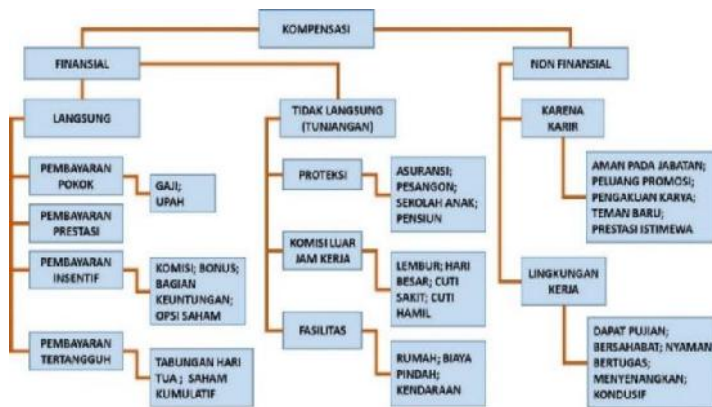 KOMPENSASI
FINANSIAL
NON FINANSIAL
LANGSUNG
TIDAK LANGSUNG
(TUNJANGAN)
KARENA
KARIR
PEMBAYARAN
POKOK
GAJI;
UPAH
PEMBAYARAN
PRESTASI
PEMBAYARAN
INSENTIF
KOMISI; BONUS;
BAGIAN
KEUNTUNGAN;
OPSI SAHAM
PEMBAYARAN
TERTANGGUH
TABUNGAN HARI
TUA; SAHAM
KUMULATIF
PROTEKSI
ASURANSI;
PESANGON;
SEROLAH ANAK;
PENSIUN
KOMISI LUAR
JAM KERJA
LEMBUR; HARI
BESAR; CUTI
SAKIT; CUTI
HAMIL
FASILITAS
RUMAH; BIAYA
PINDAH;
KENDARAAN
AMAN PADA JABATAN;
PELUANG PROMOSI;
PENGAKUAN KARYA;
TEMAN BARU;
PRESTASI ISTIMEWA
LINGKUNGAN
KERJA
DAPAT PUJIAN;
BERSAHABAT; NYAMAN
BERTUGAS;
MENYENANGKAN;
KONDUSIF